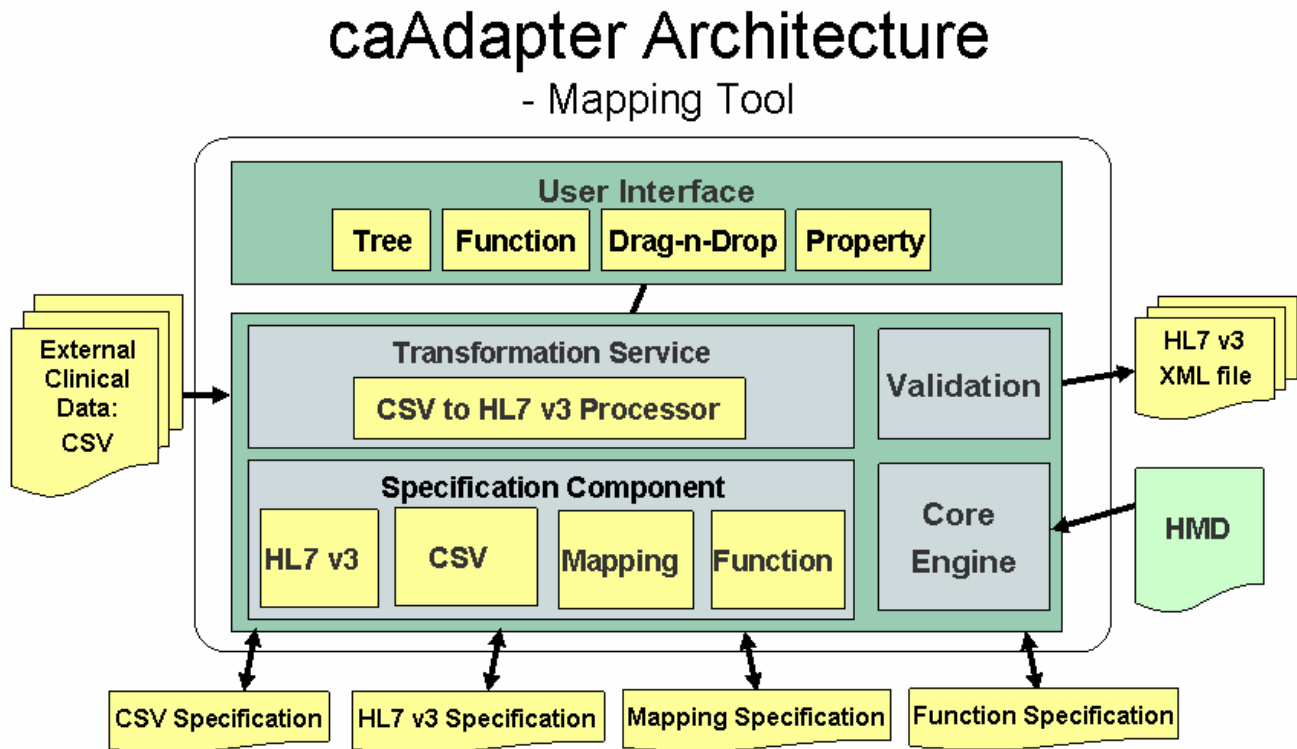 caAdapter Architecture
- Mapping Tool
User Interface
Tree
Function
Drag-n-Drop
Property
External
Clinical
Data:
CSV
Transformation Service
CSV to HL7 v3 Processor
Validation
HL7 v3
XML file
Specification Component
HL7 v3
CSV
Mapping
Function
Core
Engine
HMD
CSV Specification
HL7 v3 Specification
Mapping Specification
Function Specification